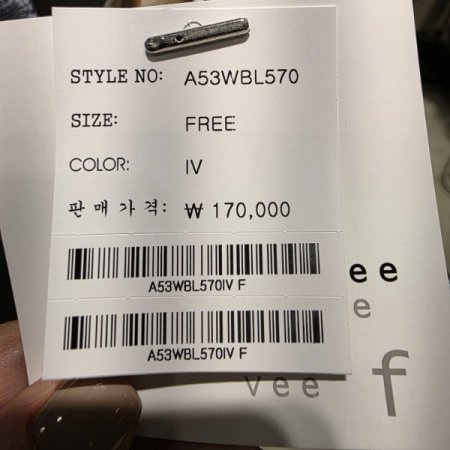 STYLE NO: A53WBL570
SIZE: FREE
COLOR: IV
판매가격: ₩ 170,000
A53WBL570IV F
A53WBL570IV F
ee
e
vee f